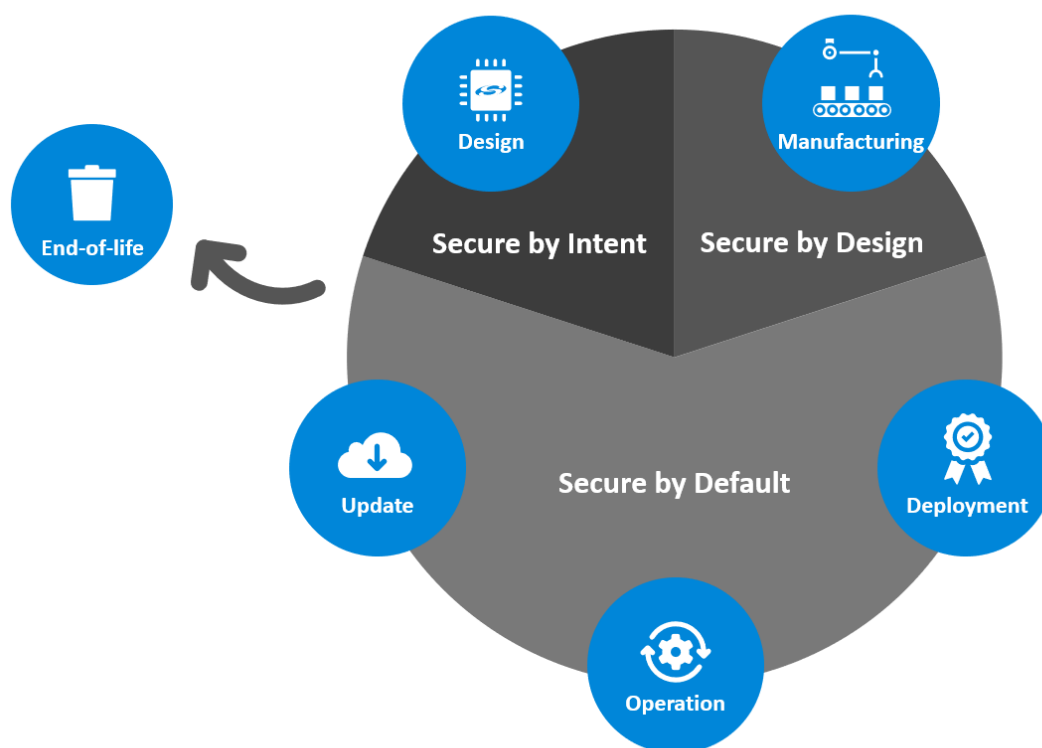 Design
Manufacturing
End-of-life
Secure by Intent
Secure by Design
Update
Secure by Default
Deployment
Operation